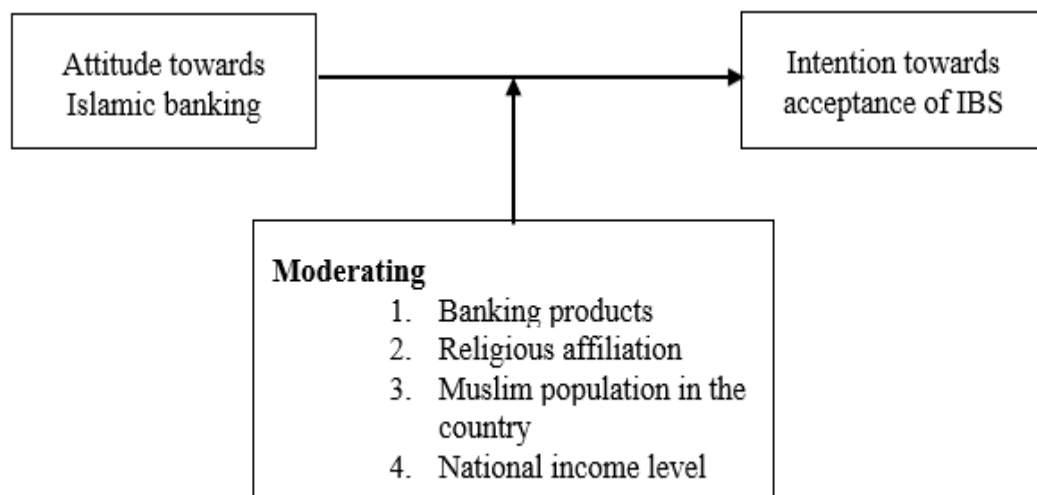 Attitude towards
Islamic banking
Intention towards
acceptance of IBS
Moderating
1. Banking products
2. Religious affiliation
3. Muslim population in the
country
4. National income level